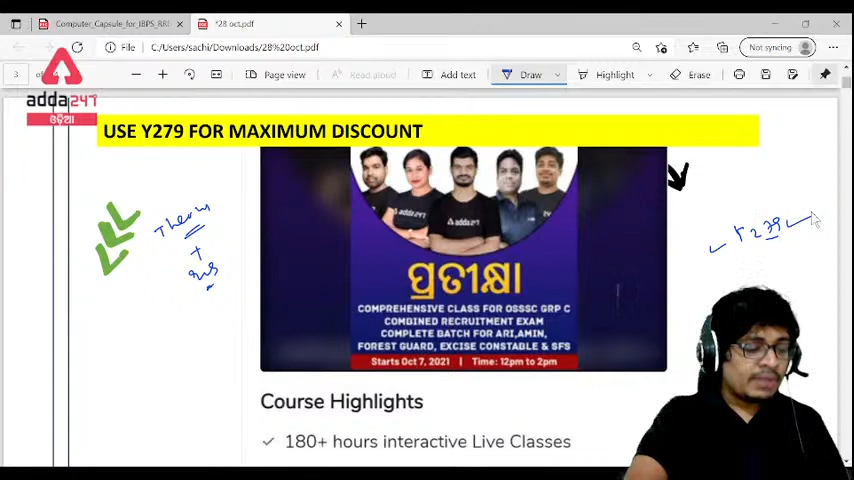 Computer_Capsule_for_IBPS_RRB
*28 oct.pdf
File
C:/Users/sachi/Downloads/28%20oct.pdf
Not syncing
3
Page view
Read aloud
Add text
Draw
Highlight
Erase
adda247
ଓଡ଼ିଆ
USE Y279 FOR MAXIMUM DISCOUNT
adda247
adda247
Y279
+
ପ୍ରତୀକ୍ଷା
COMPREHENSIVE CLASS FOR OSSSC GRP C
COMBINED RECRUITMENT EXAM
COMPLETE BATCH FOR ARI,AMIN,
FOREST GUARD, EXCISE CONSTABLE & SFS
Starts Oct 7, 2021 | Time: 12pm to 2pm
Course Highlights
180+ hours interactive Live Classes